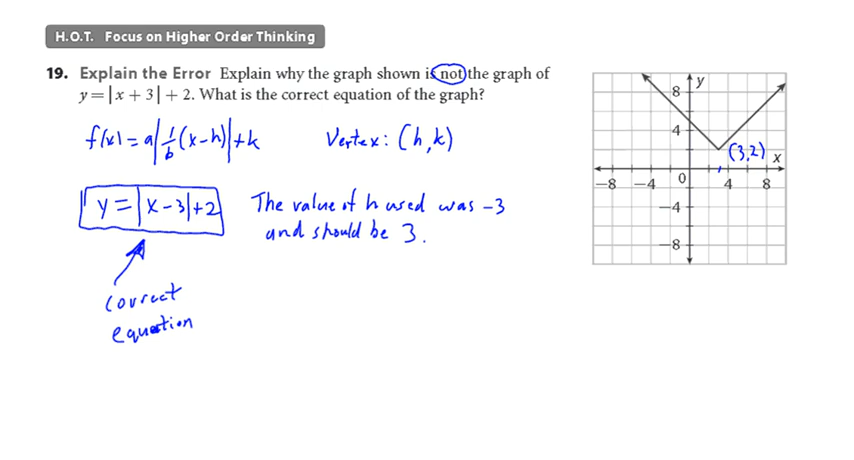 H.O.T. Focus on Higher Order Thinking
19. Explain the Error Explain why the graph shown is not the graph of
y = |x + 3| + 2. What is the correct equation of the graph?
f(x) = a|1/b(x-h)|+k Vertex: (h,k)
y = |x-3|+2 The value of h used was -3
and should be 3.
correct
equation
y
8
4
(3,2) x
-8 -4 0 4 8
-4
-8